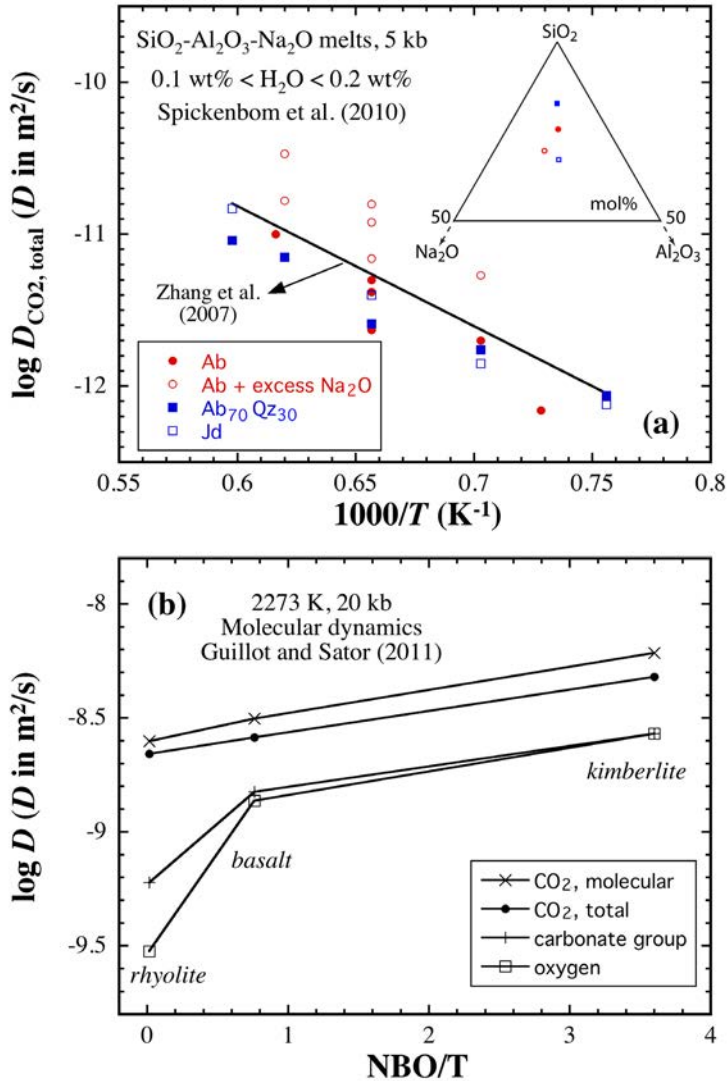 SiO2-Al2O3-Na2O melts, 5 kb
0.1 wt% < H2O < 0.2 wt%
Spickenbom et al. (2010)
SiO2
50
mol%
50
Na2O
Al2O3
Zhang et al.
(2007)
Ab
Ab + excess Na2O
Ab70 Qz30
Jd
(a)
-10
-11
-12
log DCO2, total (D in m2/s)
0.55
0.6
0.65
0.7
0.75
0.8
1000/T (K-1)
(b)
2273 K, 20 kb
Molecular dynamics
Guillot and Sator (2011)
kimberlite
basalt
rhyolite
CO2, molecular
CO2, total
carbonate group
oxygen
-8
-8.5
-9
-9.5
log D (D in m2/s)
0
1
2
3
4
NBO/T